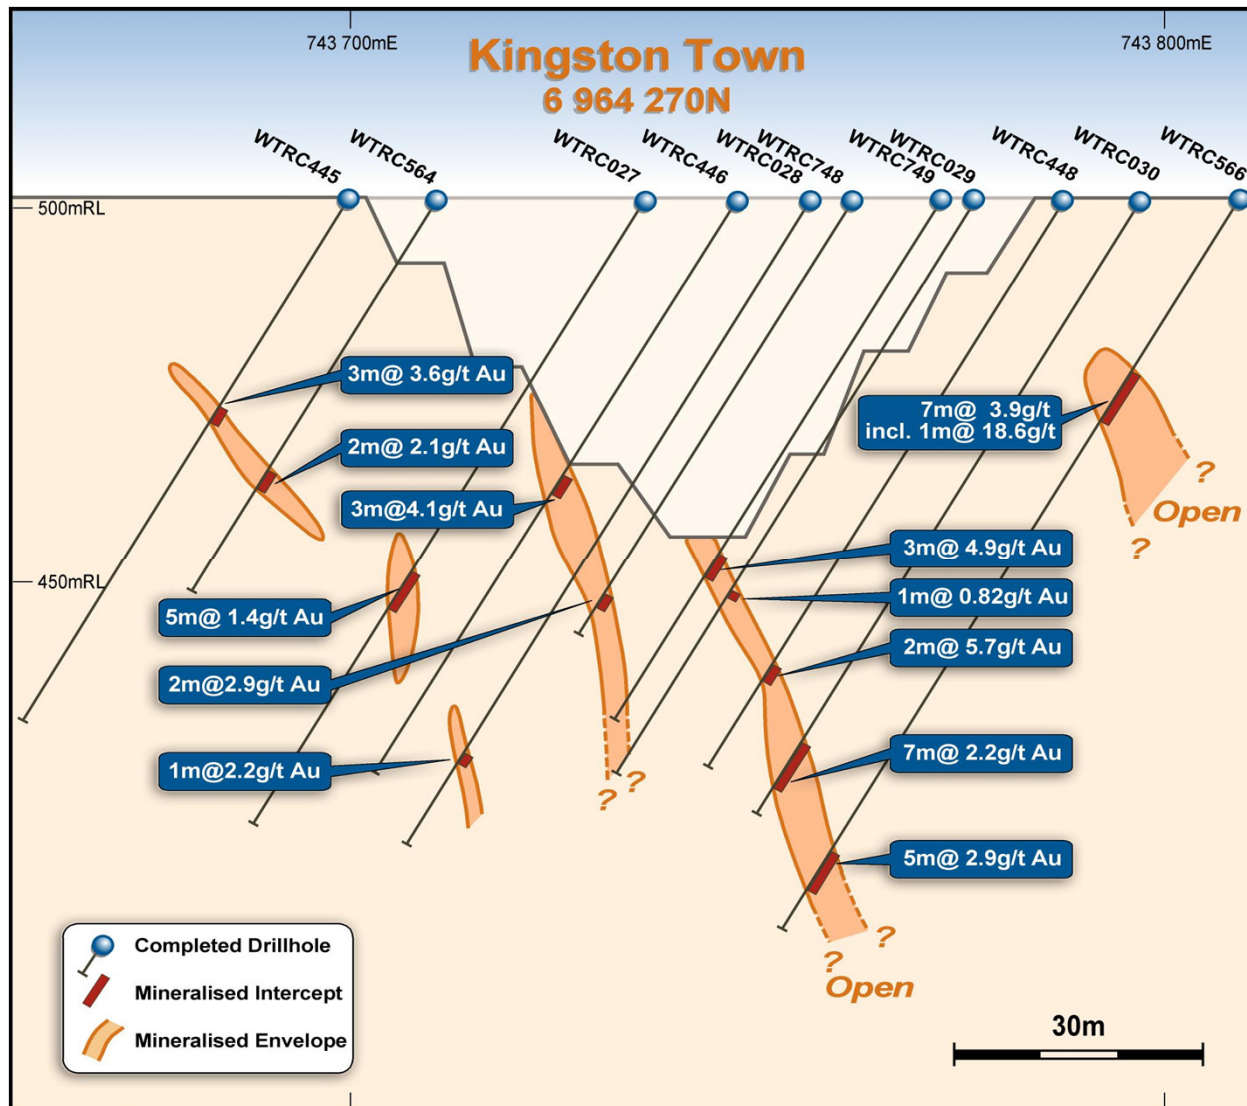 743 700mE
743 800mE
Kingston Town
6 964 270N
WTRC445
WTRC564
WTRC027
WTRC446
WTRC028
WTRC748
WTRC749
WTRC029
WTRC448
WTRC030
WTRC566
500mRL
450mRL
3m@ 3.6g/t Au
2m@ 2.1g/t Au
3m@4.1g/t Au
5m@ 1.4g/t Au
2m@2.9g/t Au
1m@2.2g/t Au
7m@ 3.9g/t
incl. 1m@ 18.6g/t
3m@ 4.9g/t Au
1m@ 0.82g/t Au
2m@ 5.7g/t Au
7m@ 2.2g/t Au
5m@ 2.9g/t Au
?
Open
?
? ?
?
?
Open
Completed Drillhole
Mineralised Intercept
Mineralised Envelope
30m